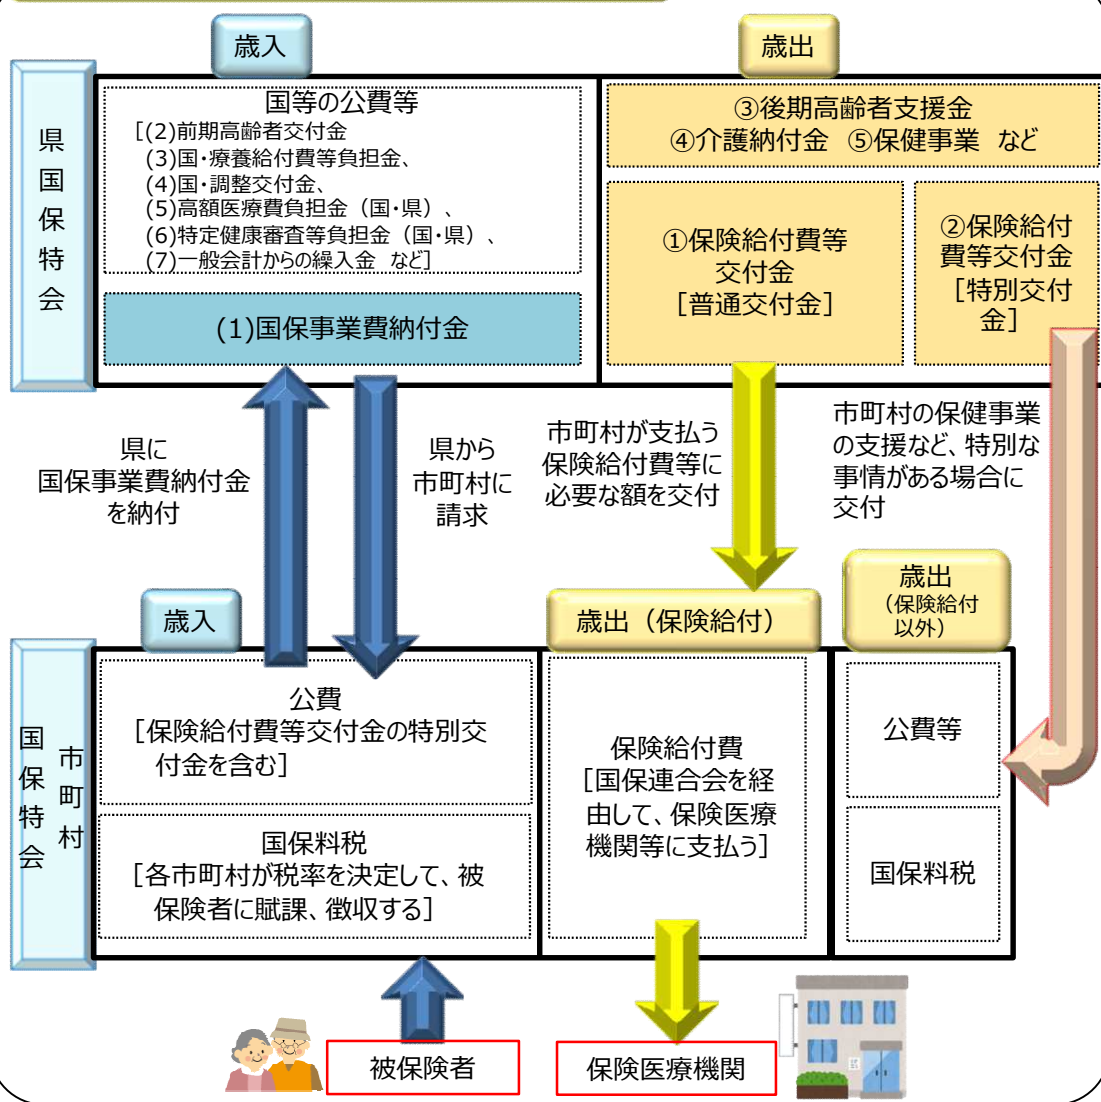 歳入
歳出
県国保特会
国等の公費等
[(2)前期高齢者交付金
(3)国・療養給付費等負担金、
(4)国・調整交付金、
(5)高額医療費負担金（国・県）、
(6)特定健康審査等負担金（国・県）、
(7)一般会計からの繰入金 など]
(1)国保事業費納付金
③後期高齢者支援金
④介護納付金 ⑤保健事業 など
①保険給付費等
交付金
[普通交付金]
②保険給付
費等交付金
[特別交付
金]
県に
国保事業費納付金
を納付
県から
市町村に
請求
市町村が支払う
保険給付費等に
必要な額を交付
市町村の保健事業
の支援など、特別な
事情がある場合に
交付
歳入
歳出（保険給付）
歳出
（保険給付
以外）
市町村
国保特会
公費
[保険給付費等交付金の特別交
付金を含む]
国保料税
[各市町村が税率を決定して、被
保険者に賦課、徴収する]
保険給付費
[国保連合会を経
由して、保険医療
機関等に支払う]
公費等
国保料税
被保険者
保険医療機関